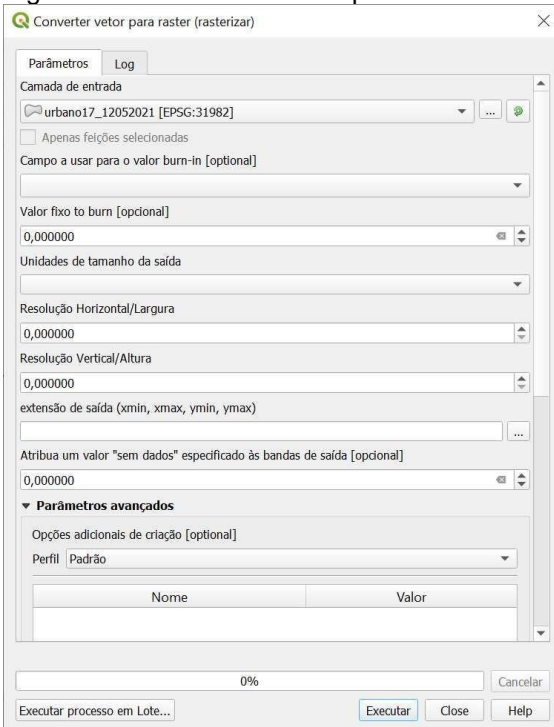 Converter vetor para raster (rasterizar)
Parâmetros Log
Camada de entrada
urbano17_12052021 [EPSG:31982] ...
Apenas feições selecionadas
Campo a usar para o valor burn-in [optional]
Valor fixo to burn [opcional]
0,000000
Unidades de tamanho da saída
Resolução Horizontal/Largura
0,000000
Resolução Vertical/Altura
0,000000
extensão de saída (xmin, xmax, ymin, ymax)
...
Atribua um valor "sem dados" especificado às bandas de saída [opcional]
0,000000
Parâmetros avançados
Opções adicionais de criação [optional]
Perfil Padrão
Nome Valor
0% Cancelar
Executar processo em Lote... Executar Close Help